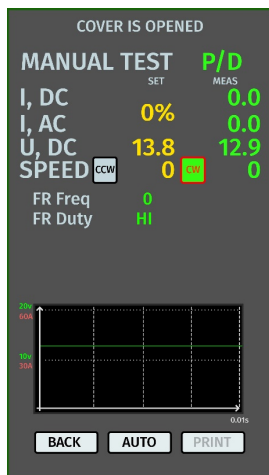 COVER IS OPENED
MANUAL TEST P/D
SET MEAS
I, DC 0.0
0%
I, AC 0.0
U, DC 13.8 12.9
SPEED CCW 0 CW 0
FR Freq 0
FR Duty HI
20v
60A
10v
30A
0.01s
BACK AUTO PRINT